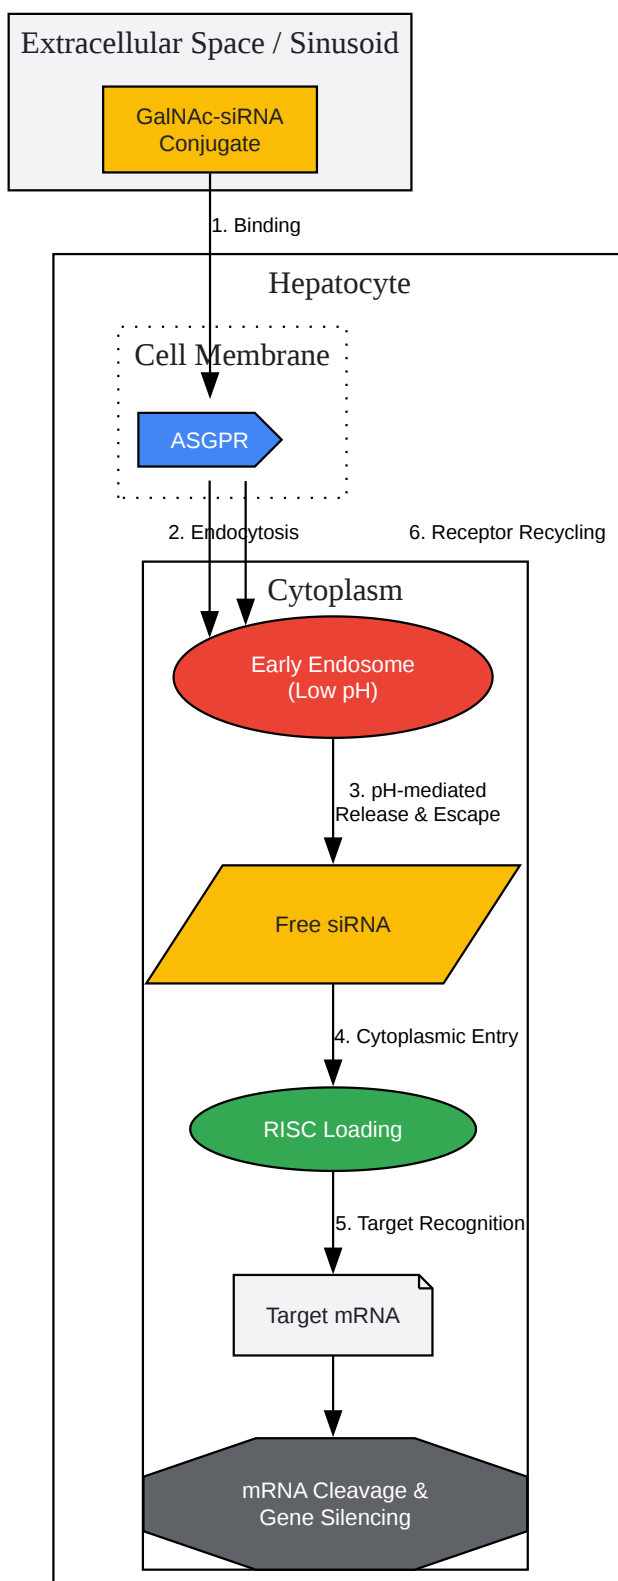 Extracellular Space / Sinusoid
GalNAc-siRNA
Conjugate
1. Binding
Hepatocyte
Cell Membrane
ASGPR
2. Endocytosis
6. Receptor Recycling
Cytoplasm
Early Endosome
(Low pH)
3. pH-mediated
Release & Escape
Free siRNA
4. Cytoplasmic Entry
RISC Loading
5. Target Recognition
Target mRNA
mRNA Cleavage &
Gene Silencing